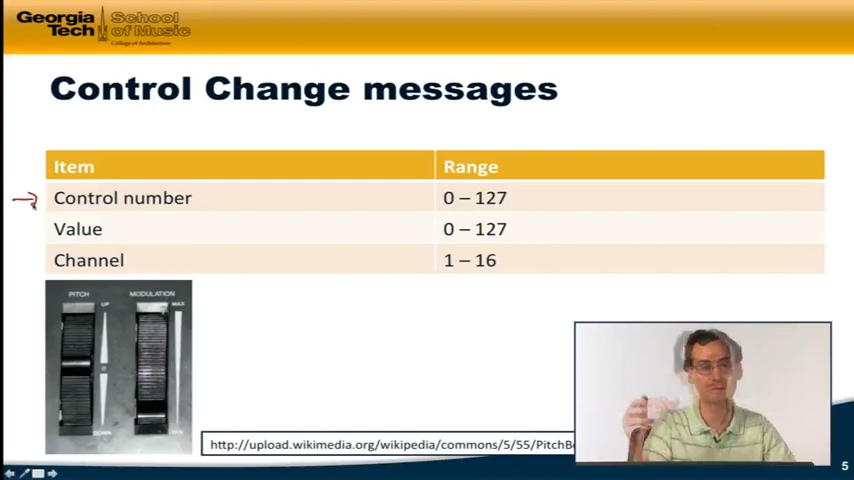 Georgia Tech
School of Music
College of Architecture
Control Change messages
Item Range
Control number 0 – 127
Value 0 – 127
Channel 1 – 16
PITCH MODULATION
UP MAX
DOWN MIN
http://upload.wikimedia.org/wikipedia/commons/5/55/PitchBe
5